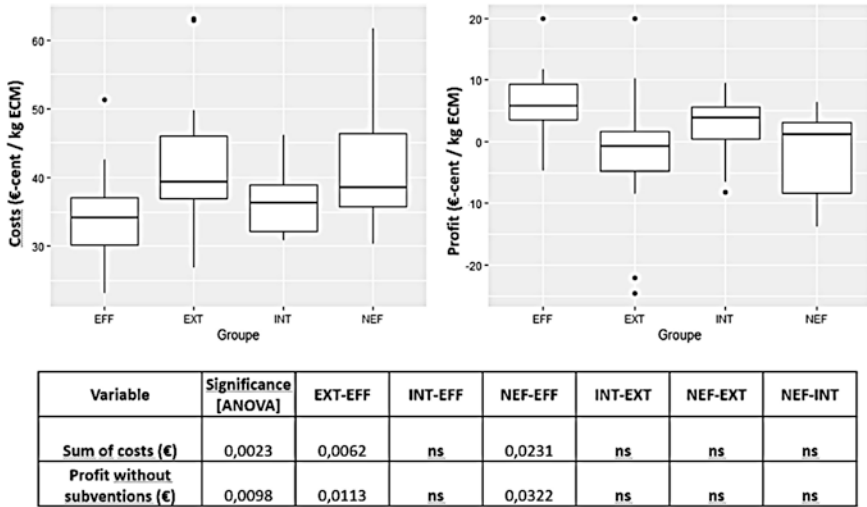 Costs (€-cent / kg ECM)
60
50
40
30
EFF EXT INT NEF
Groupe
Profit (€-cent / kg ECM)
20
10
0
-10
-20
EFF EXT INT NEF
Groupe
Variable Significance [ANOVA] EXT-EFF INT-EFF NEF-EFF INT-EXT NEF-EXT NEF-INT
Sum of costs (€) 0,0023 0,0062 ns 0,0231 ns ns ns
Profit without subventions (€) 0,0098 0,0113 ns 0,0322 ns ns ns